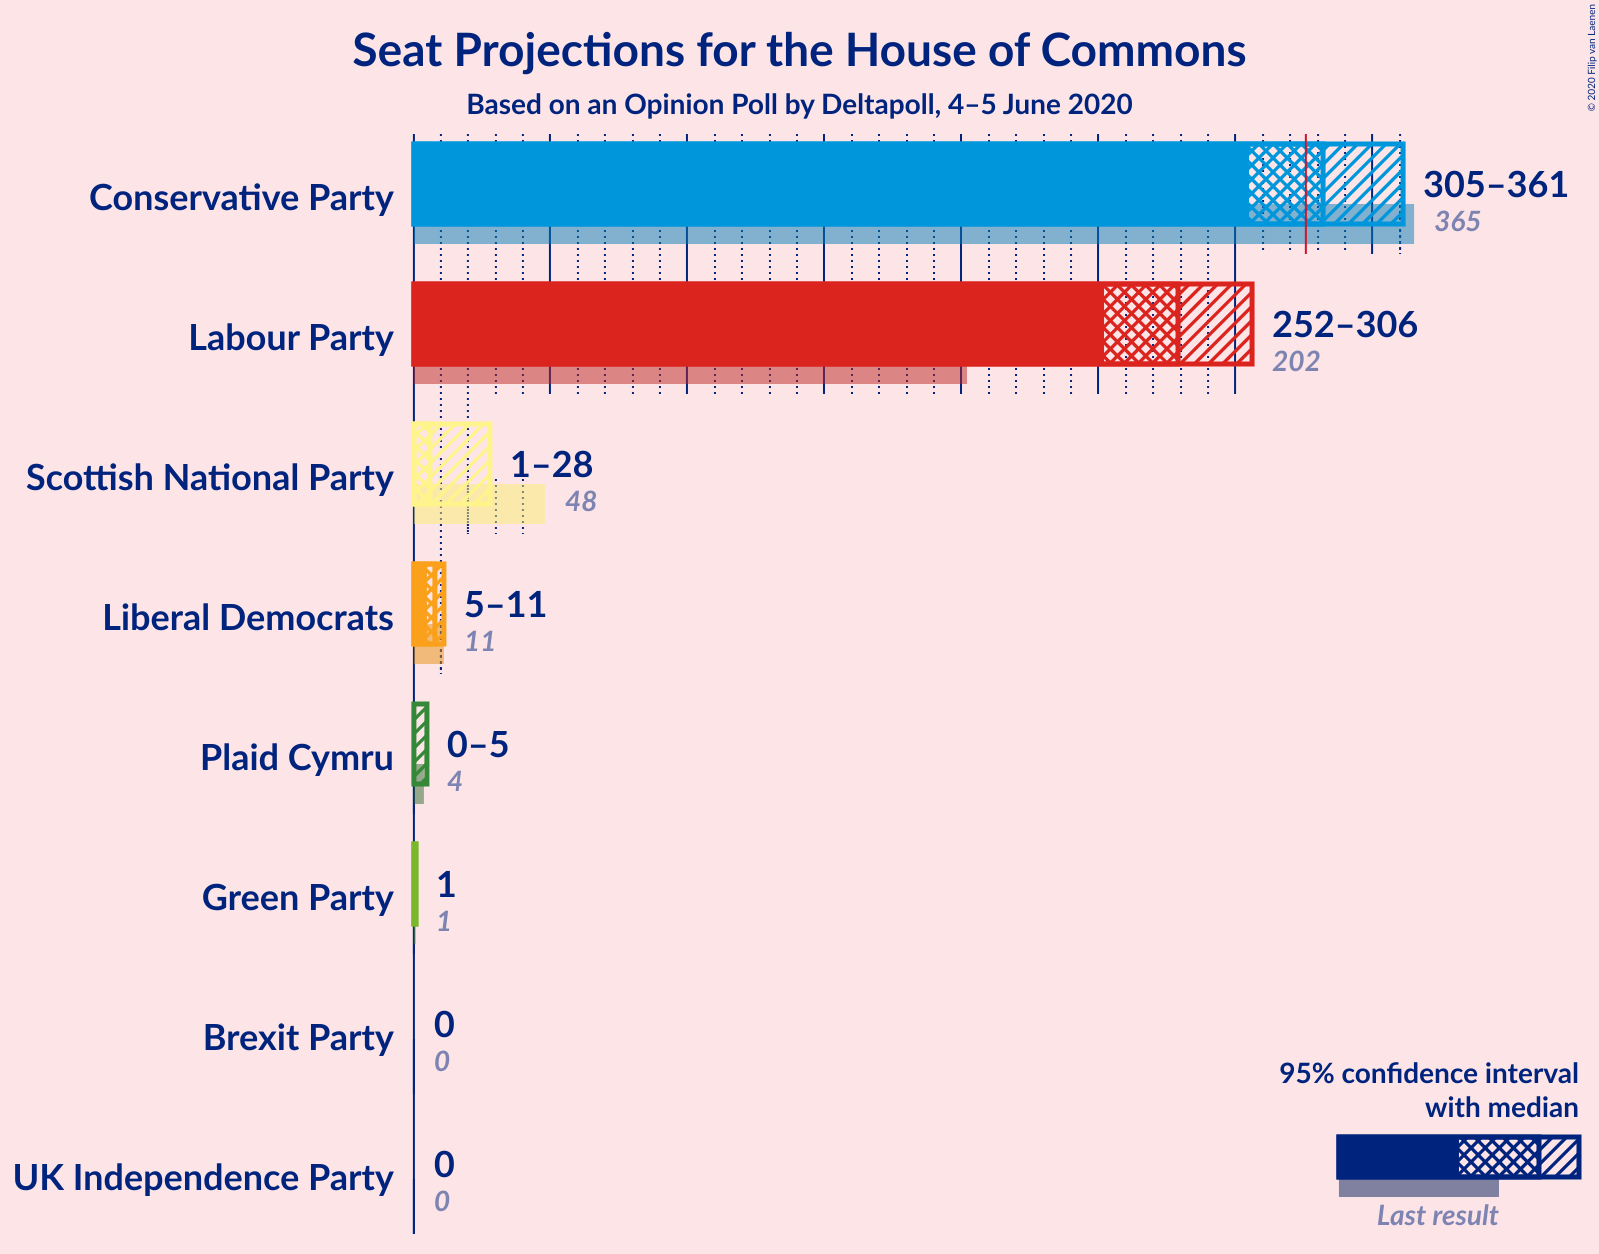 Seat Projections for the House of Commons
Based on an Opinion Poll by Deltapoll, 4–5 June 2020
© 2020 Filip van Laenen
Conservative Party
305–361
365
Labour Party
252–306
202
Scottish National Party
1–28
48
Liberal Democrats
5–11
11
Plaid Cymru
0–5
4
Green Party
1
1
Brexit Party
0
0
UK Independence Party
0
0
95% confidence interval
with median
Last result